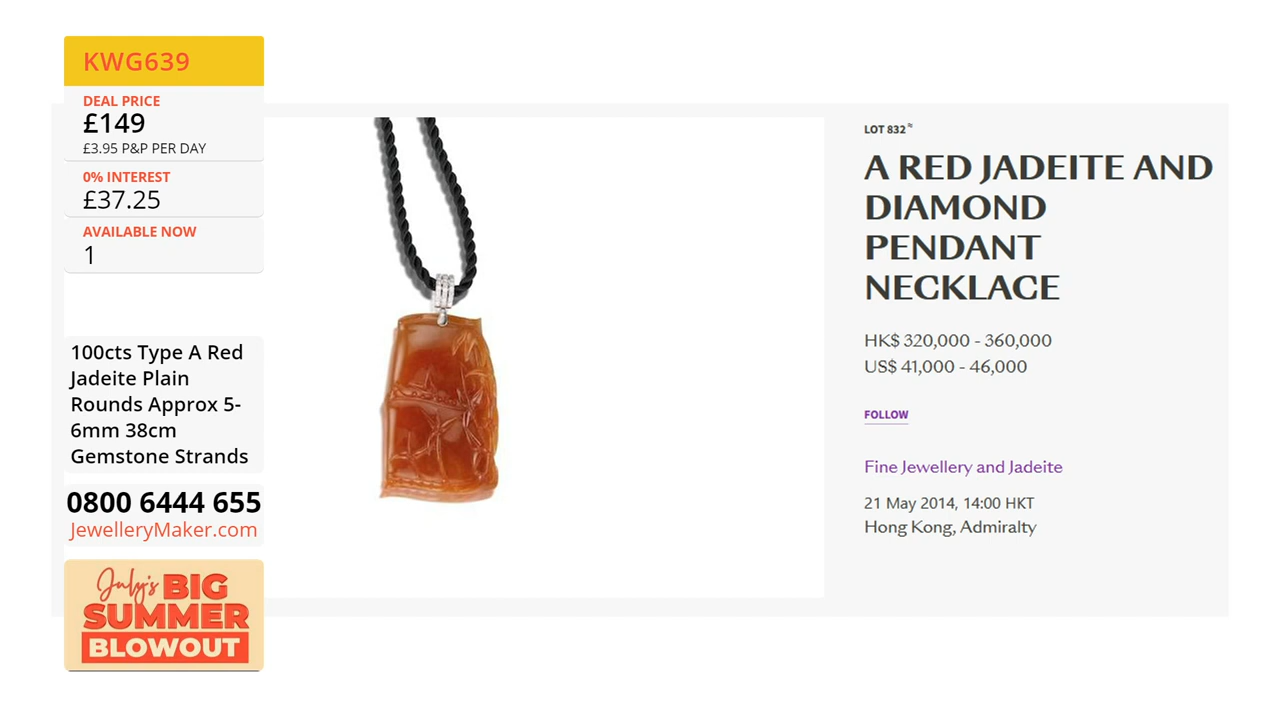 KWG639
DEAL PRICE
£149
£3.95 P&P PER DAY
0% INTEREST
£37.25
AVAILABLE NOW
1
100cts Type A Red
Jadeite Plain
Rounds Approx 5-
6mm 38cm
Gemstone Strands
0800 6444 655
JewelleryMaker.com
July's BIG
SUMMER
BLOWOUT
LOT 832≈
A RED JADEITE AND
DIAMOND
PENDANT
NECKLACE
HK$ 320,000 - 360,000
US$ 41,000 - 46,000
FOLLOW
Fine Jewellery and Jadeite
21 May 2014, 14:00 HKT
Hong Kong, Admiralty